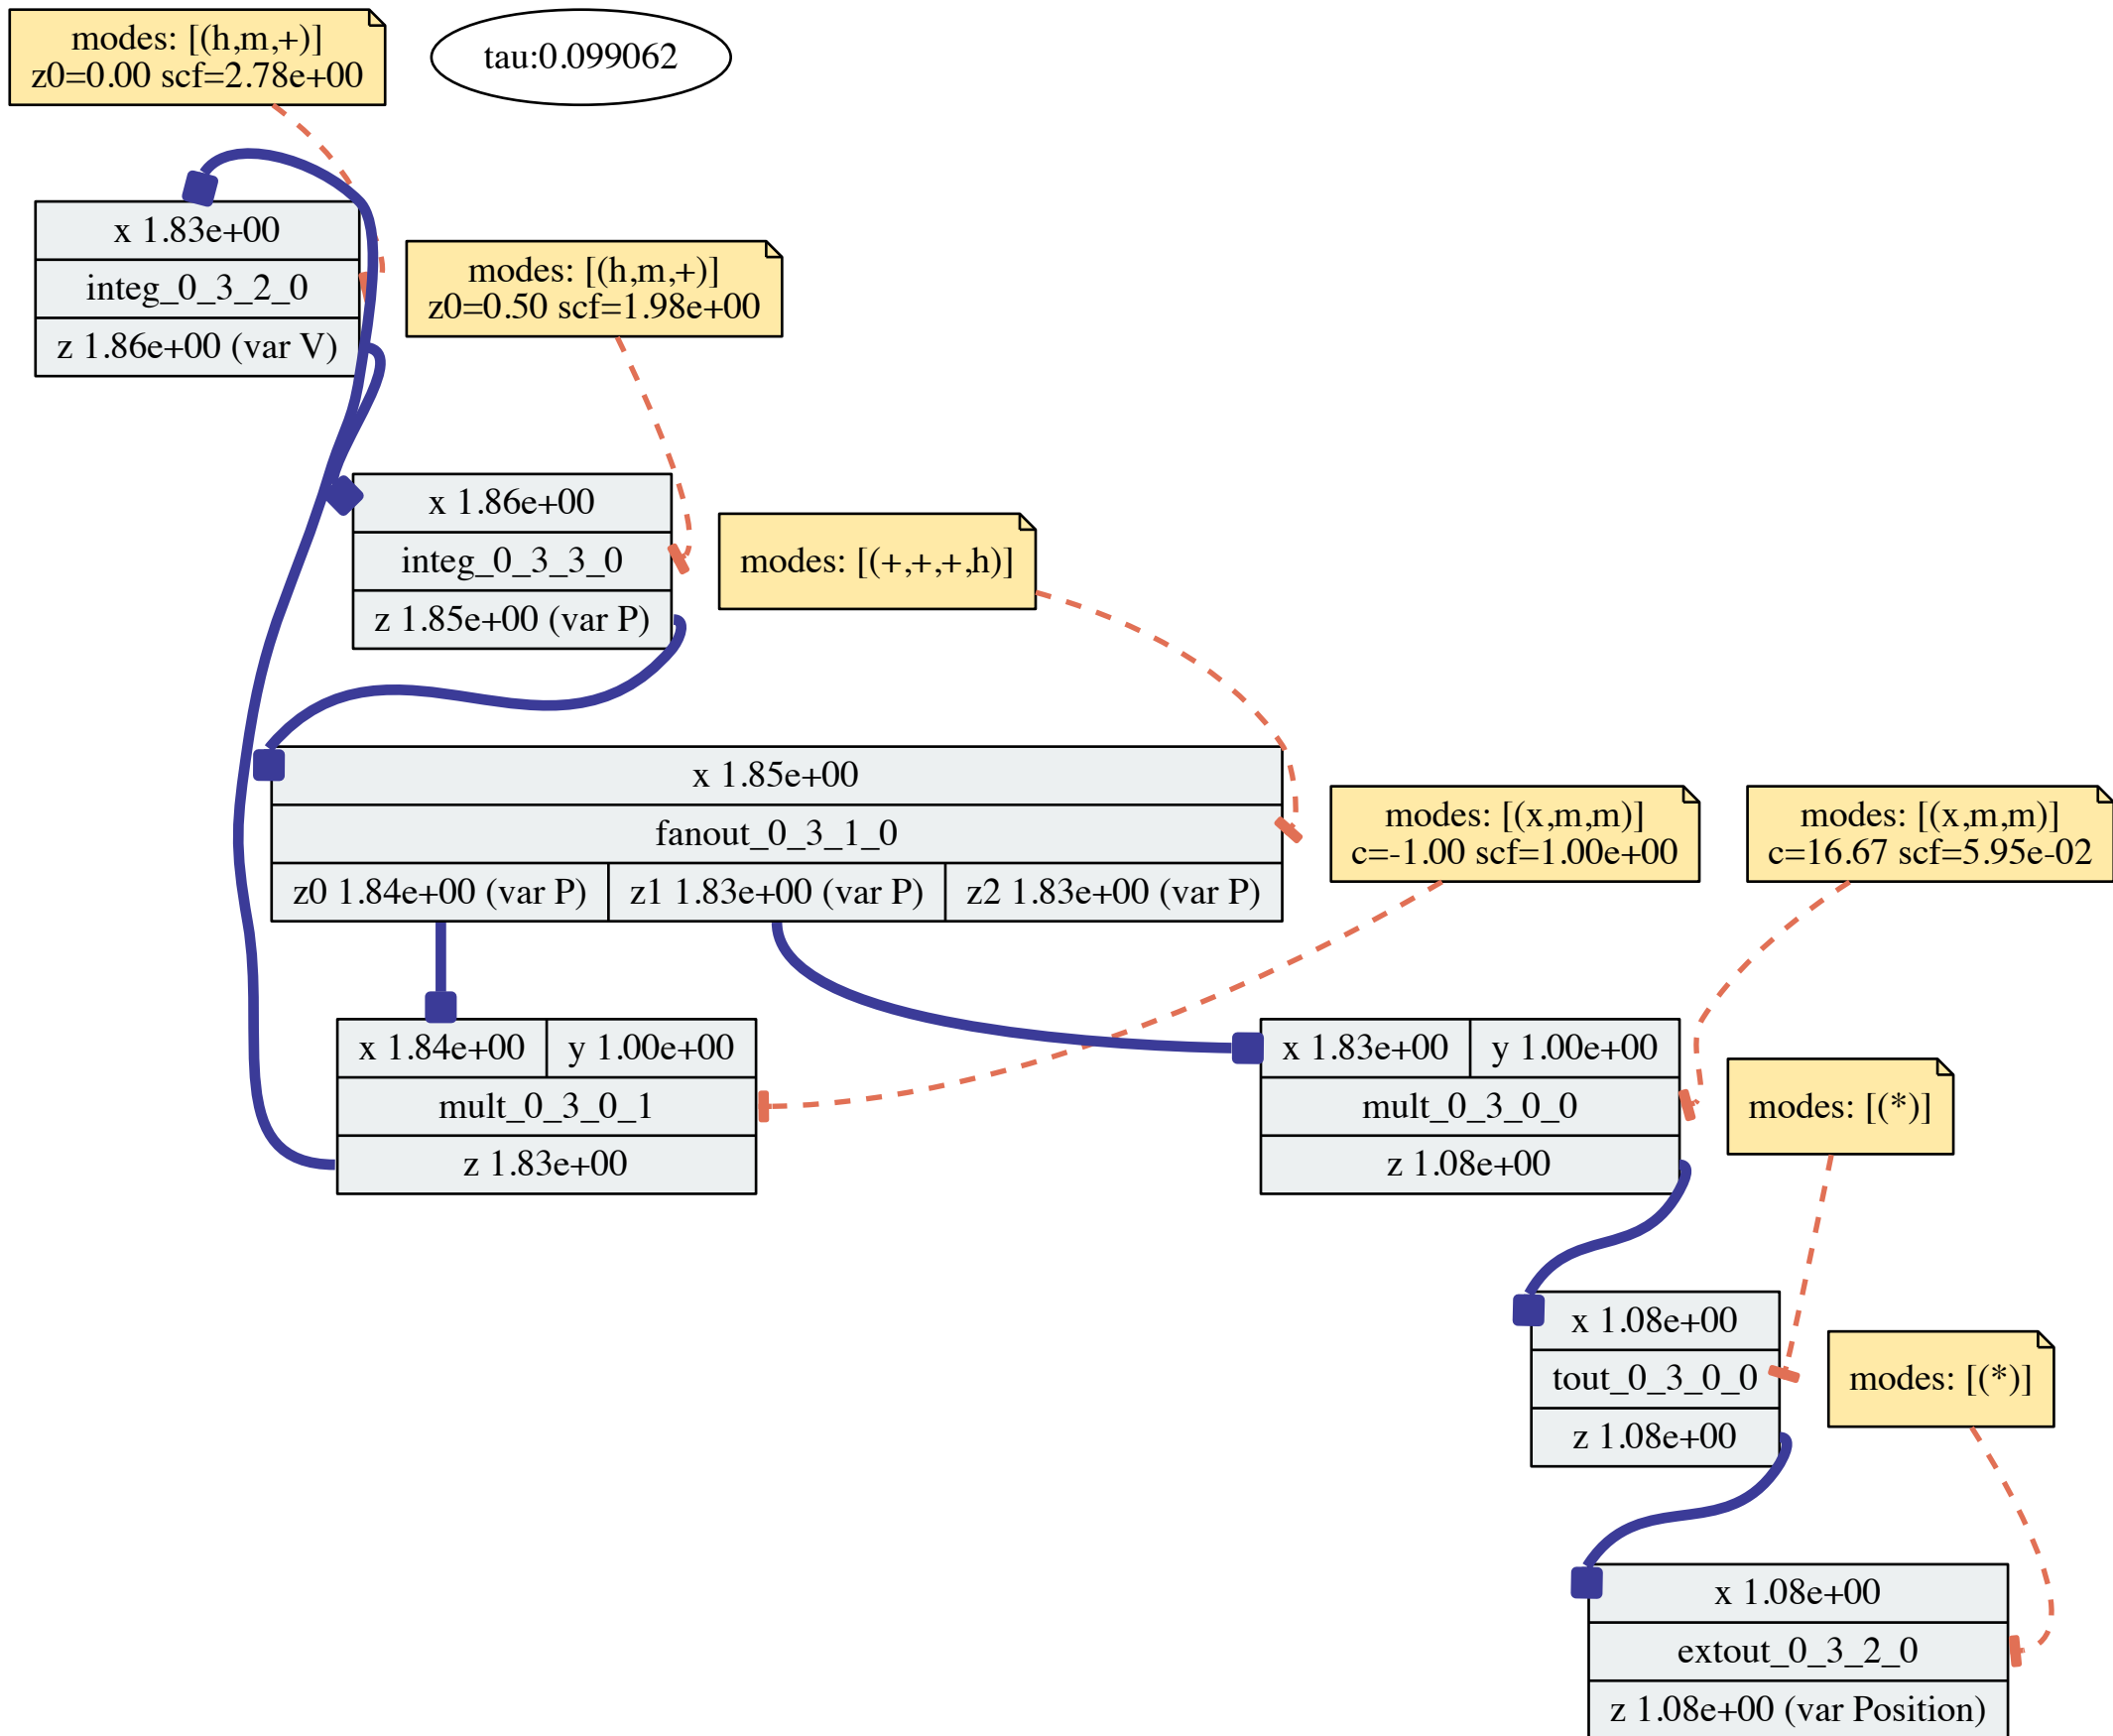 modes: [(h,m,+)]
z0=0.00 scf=2.78e+00
tau:0.099062
x 1.83e+00
integ_0_3_2_0
z 1.86e+00 (var V)
modes: [(h,m,+)]
z0=0.50 scf=1.98e+00
x 1.86e+00
integ_0_3_3_0
z 1.85e+00 (var P)
modes: [(+,+,+,h)]
x 1.85e+00
fanout_0_3_1_0
z0 1.84e+00 (var P)
z1 1.83e+00 (var P)
z2 1.83e+00 (var P)
modes: [(x,m,m)]
c=-1.00 scf=1.00e+00
modes: [(x,m,m)]
c=16.67 scf=5.95e-02
x 1.84e+00
y 1.00e+00
mult_0_3_0_1
z 1.83e+00
x 1.83e+00
y 1.00e+00
mult_0_3_0_0
z 1.08e+00
modes: [(*)]
x 1.08e+00
tout_0_3_0_0
z 1.08e+00
modes: [(*)]
x 1.08e+00
extout_0_3_2_0
z 1.08e+00 (var Position)